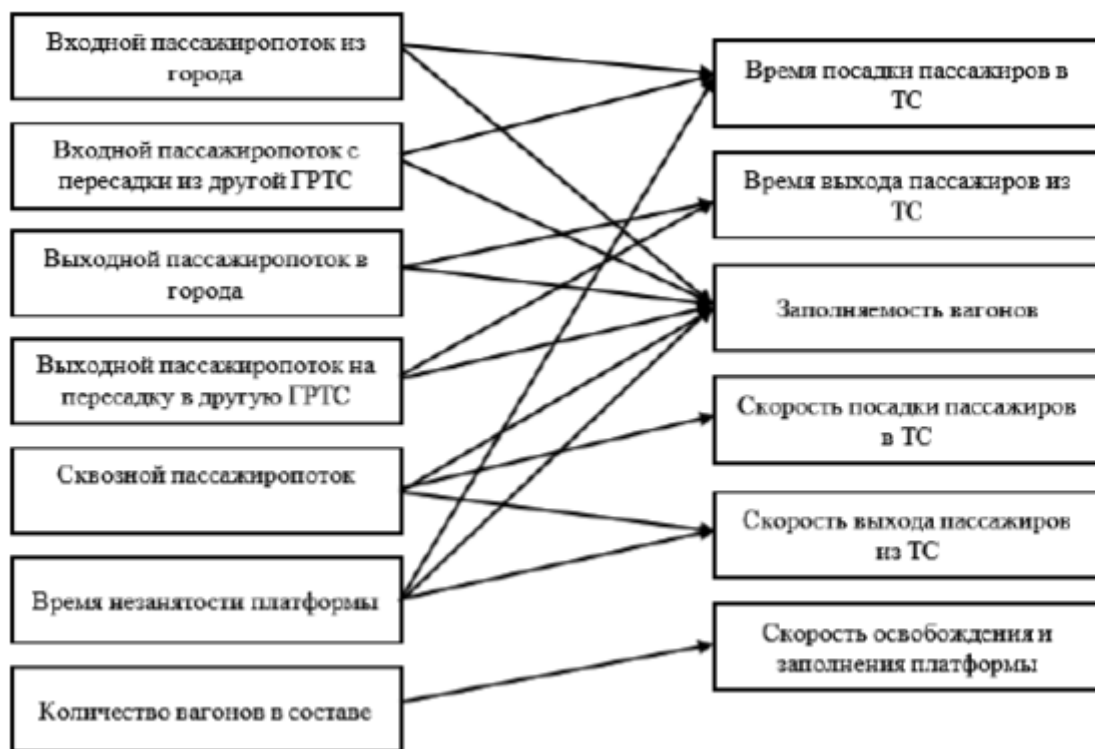 Входной пассажиропоток из
города
Входной пассажиропоток с
пересадки из другой ГРТС
Выходной пассажиропоток в
города
Выходной пассажиропоток на
пересадку в другую ГРТС
Сквозной пассажиропоток
Время незанятости платформы
Количество вагонов в составе
Время посадки пассажиров в
ТС
Время выхода пассажиров из
ТС
Заполняемость вагонов
Скорость посадки пассажиров
в ТС
Скорость выхода пассажиров
из ТС
Скорость освобождения и
заполнения платформы